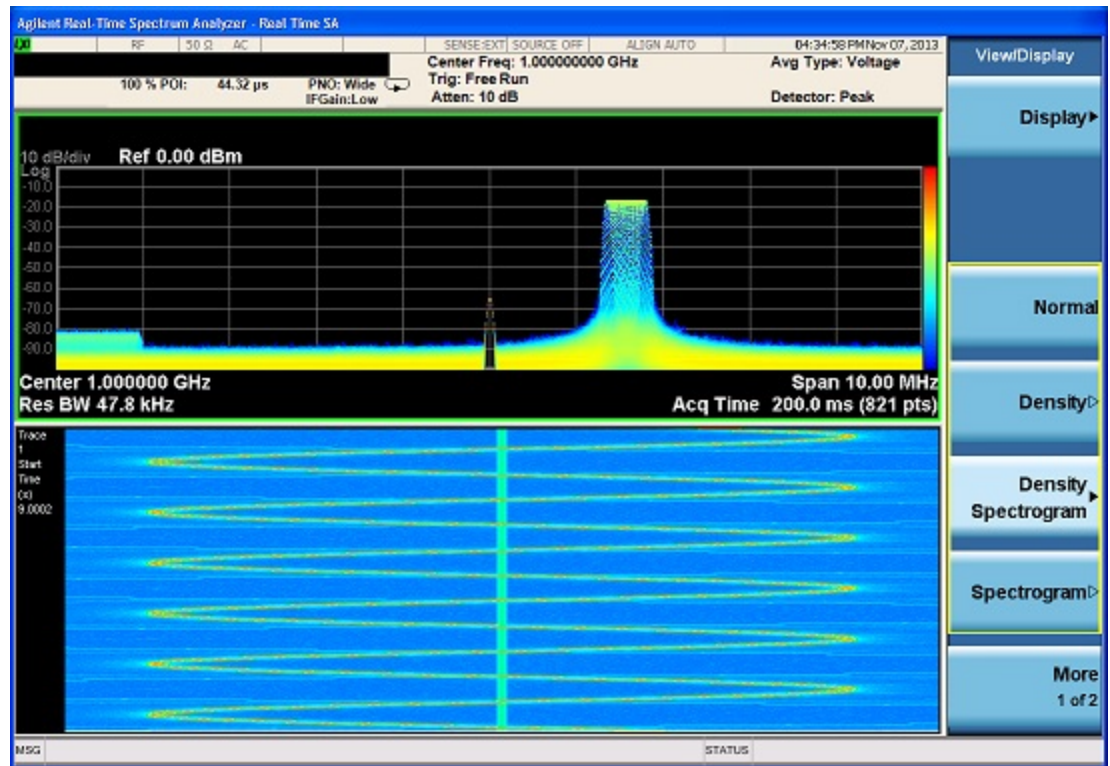 Agilent Real-Time Spectrum Analyzer - Real Time SA
RF 50 Ω AC SENSE:EXT SOURCE OFF ALIGN AUTO 04:34:58 PM Nov 07, 2013
Center Freq: 1.000000000 GHz Avg Type: Voltage
100 % POI: 44.32 µs PNO: Wide Trig: Free Run
IFGain:Low Atten: 10 dB Detector: Peak
10 dB/div Ref 0.00 dBm
Log
-10.0
-20.0
-30.0
-40.0
-50.0
-60.0
-70.0
-80.0
-90.0
Center 1.000000 GHz Span 10.00 MHz
Res BW 47.8 kHz Acq Time 200.0 ms (821 pts)
Trace
1
Start
Time
9.0002
MSG STATUS
View/Display
Display
Normal
Density
Density
Spectrogram
Spectrogram
More
1 of 2